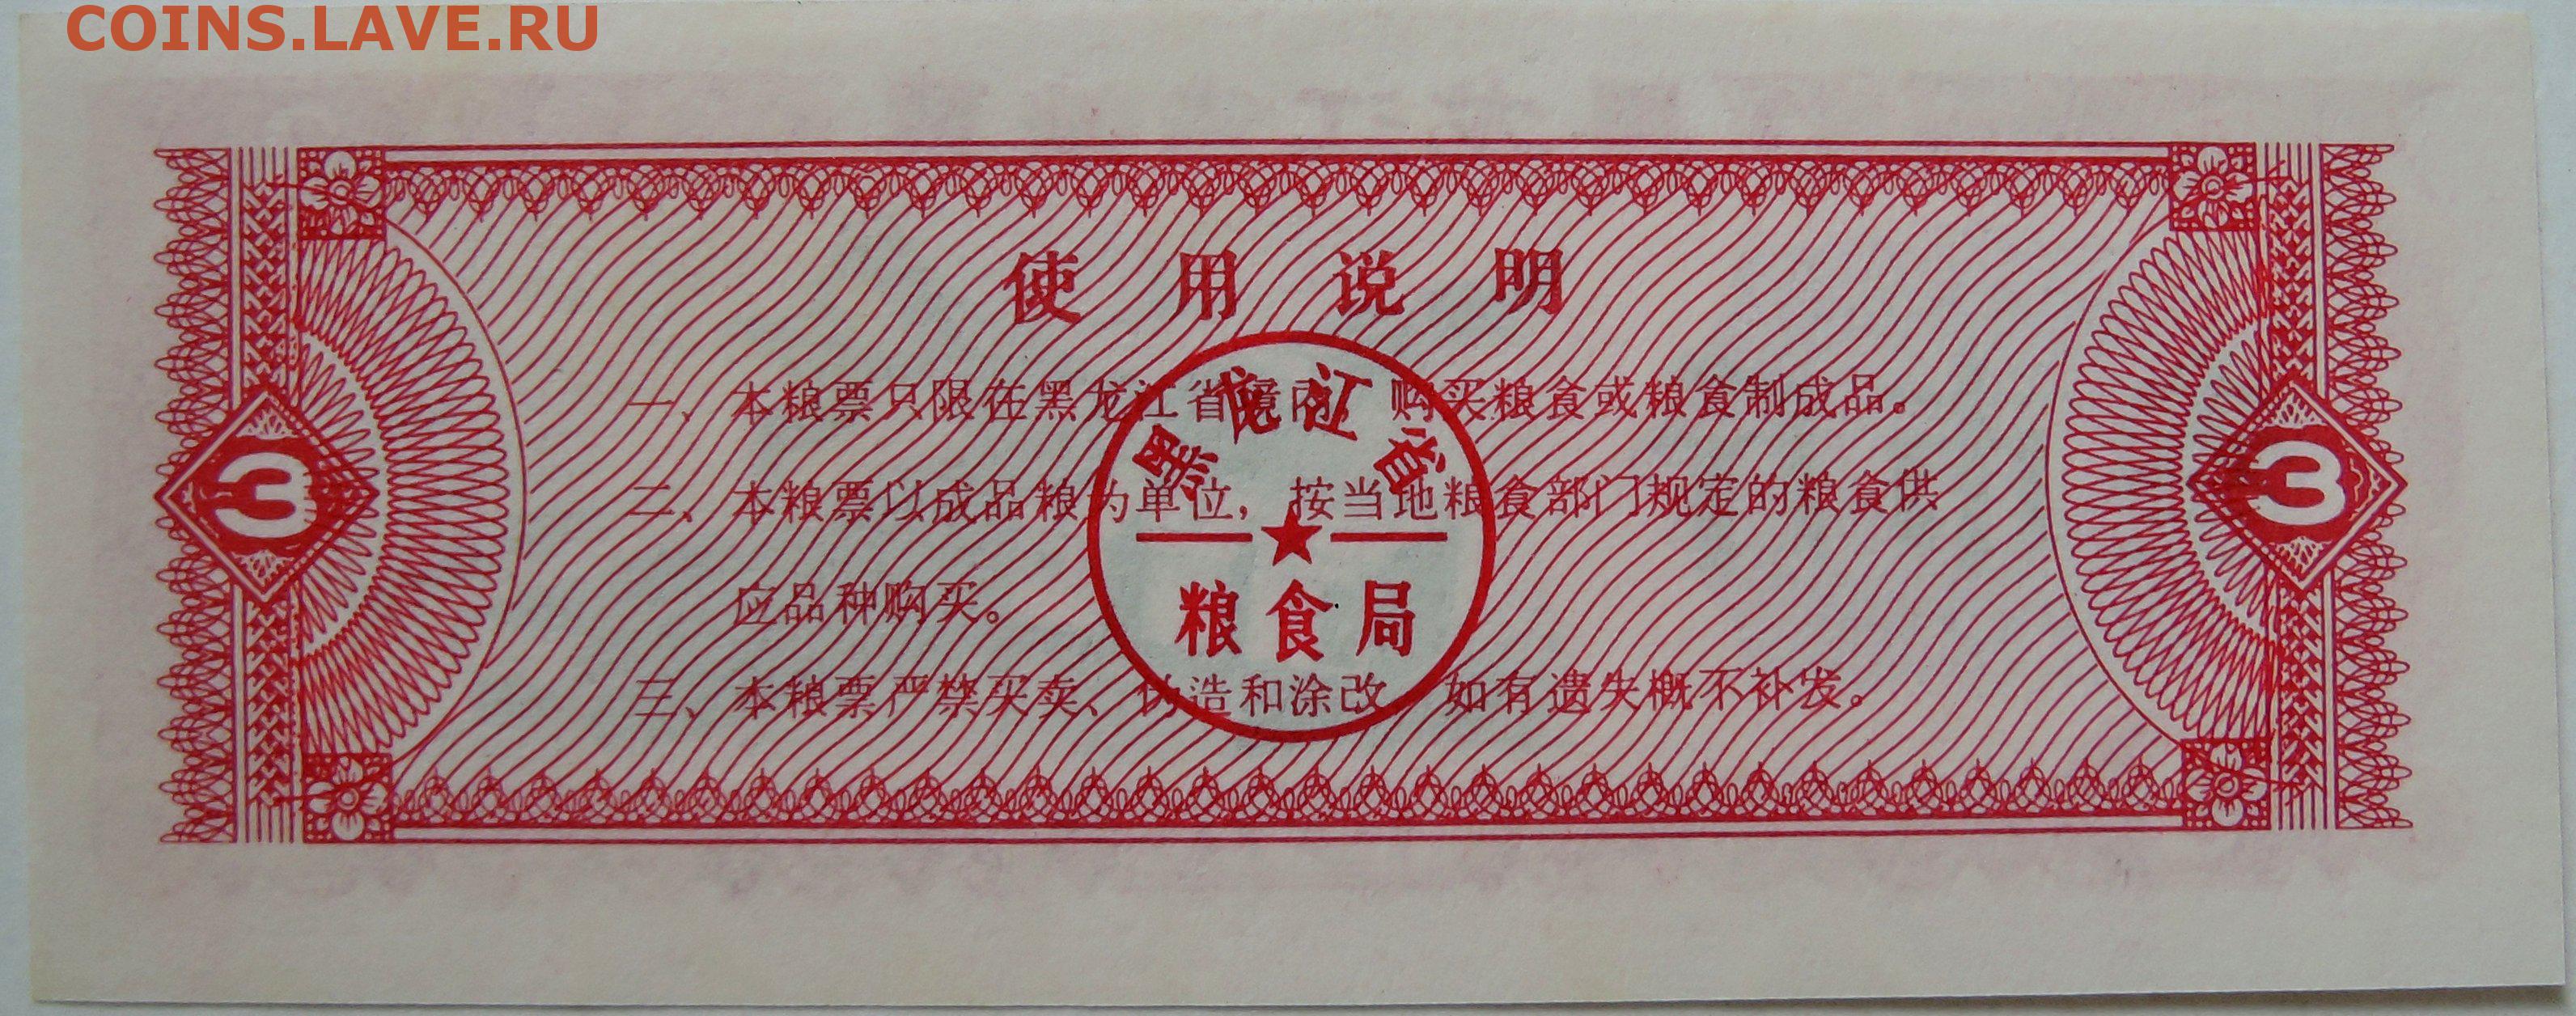 COINS.LAVE.RU
使用说明
一、本粮票只限在黑龙江省境内，购买粮食或粮食制成品。
二、本粮票以成品粮为单位，按当地粮食部门规定的粮食供
应品种购买。
三、本粮票严禁买卖、伪造和涂改，如有遗失概不补发。
黑龙江省
粮食局
3
3